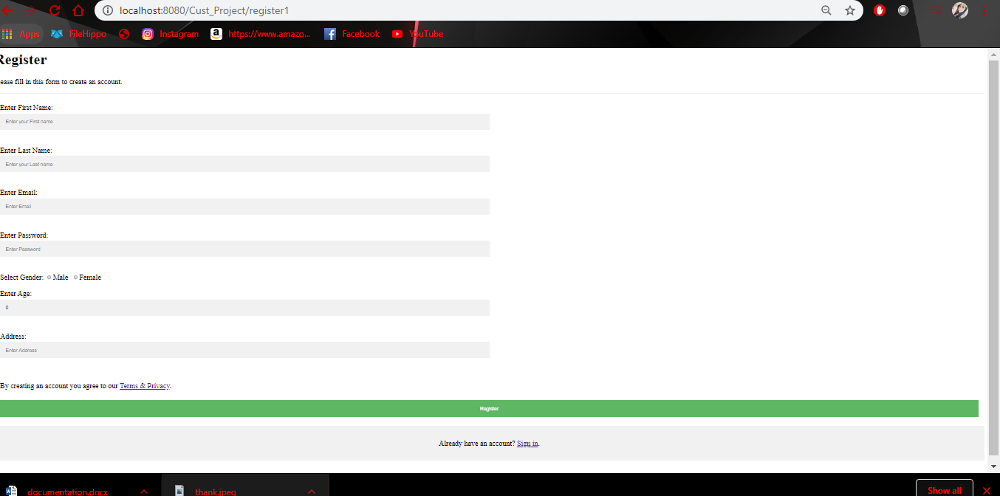 localhost:8080/Cust_Project/register1
Apps FileHippo Instagram https://www.amazo... Facebook YouTube
Register
ease fill in this form to create an account.
Enter First Name:
Enter your First name
Enter Last Name:
Enter your Last name
Enter Email:
Enter Email
Enter Password:
Enter Password
Select Gender: Male Female
Enter Age:
0
Address:
Enter Address
By creating an account you agree to our Terms & Privacy.
Register
Already have an account? Sign in.
documentation.docx thank.jpeg Show all